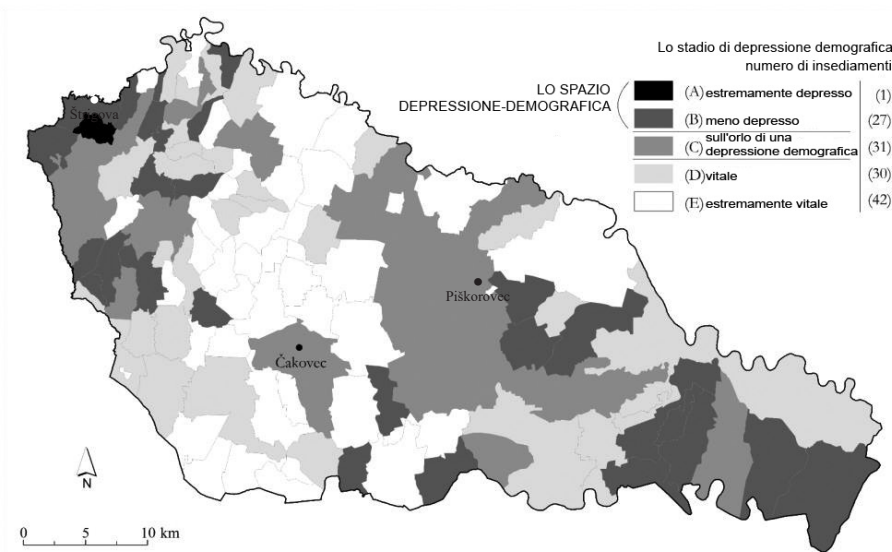 Lo stadio di depressione demografica
numero di insediamenti
LO SPAZIO
DEPRESSIONE-DEMOGRAFICA
(A) estremamente depresso (1)
(B) meno depresso (27)
(C) sull'orlo di una
depressione demografica (31)
(D) vitale (30)
(E) estremamente vitale (42)
Štrigova
Piškorovec
Čakovec
N
0 5 10 km